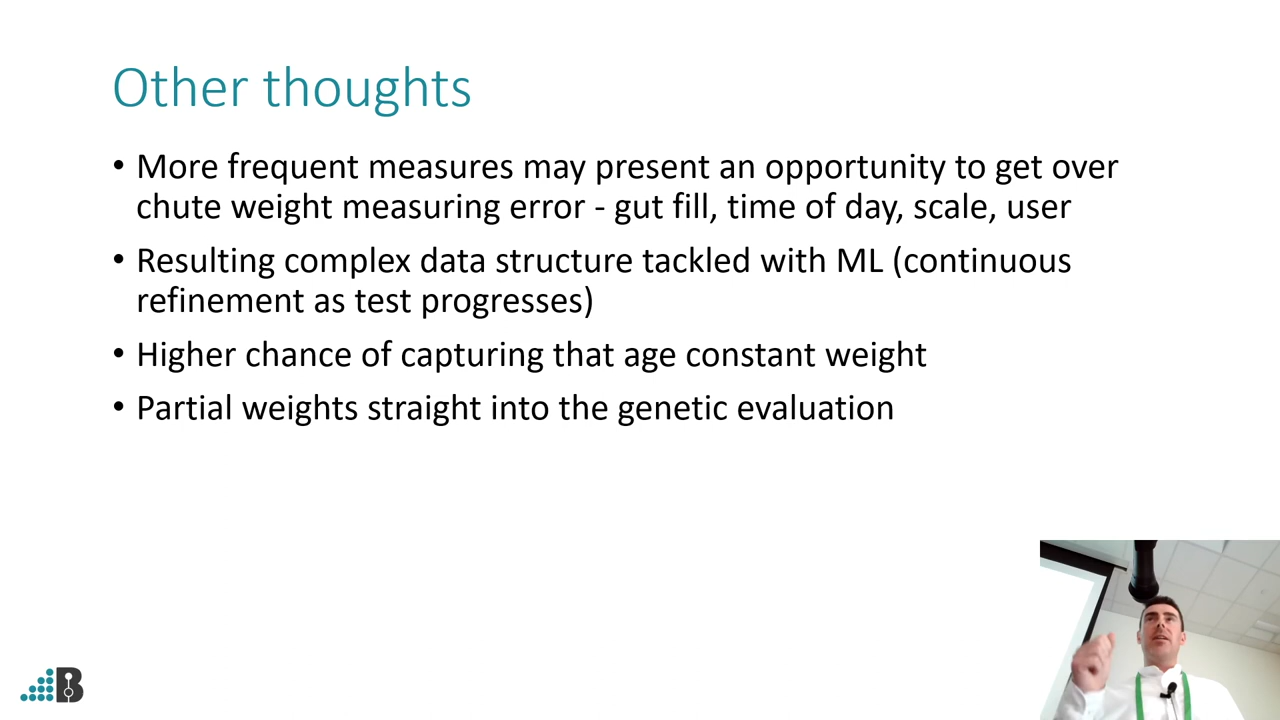 Other thoughts
• More frequent measures may present an opportunity to get over
chute weight measuring error - gut fill, time of day, scale, user
• Resulting complex data structure tackled with ML (continuous
refinement as test progresses)
• Higher chance of capturing that age constant weight
• Partial weights straight into the genetic evaluation
B